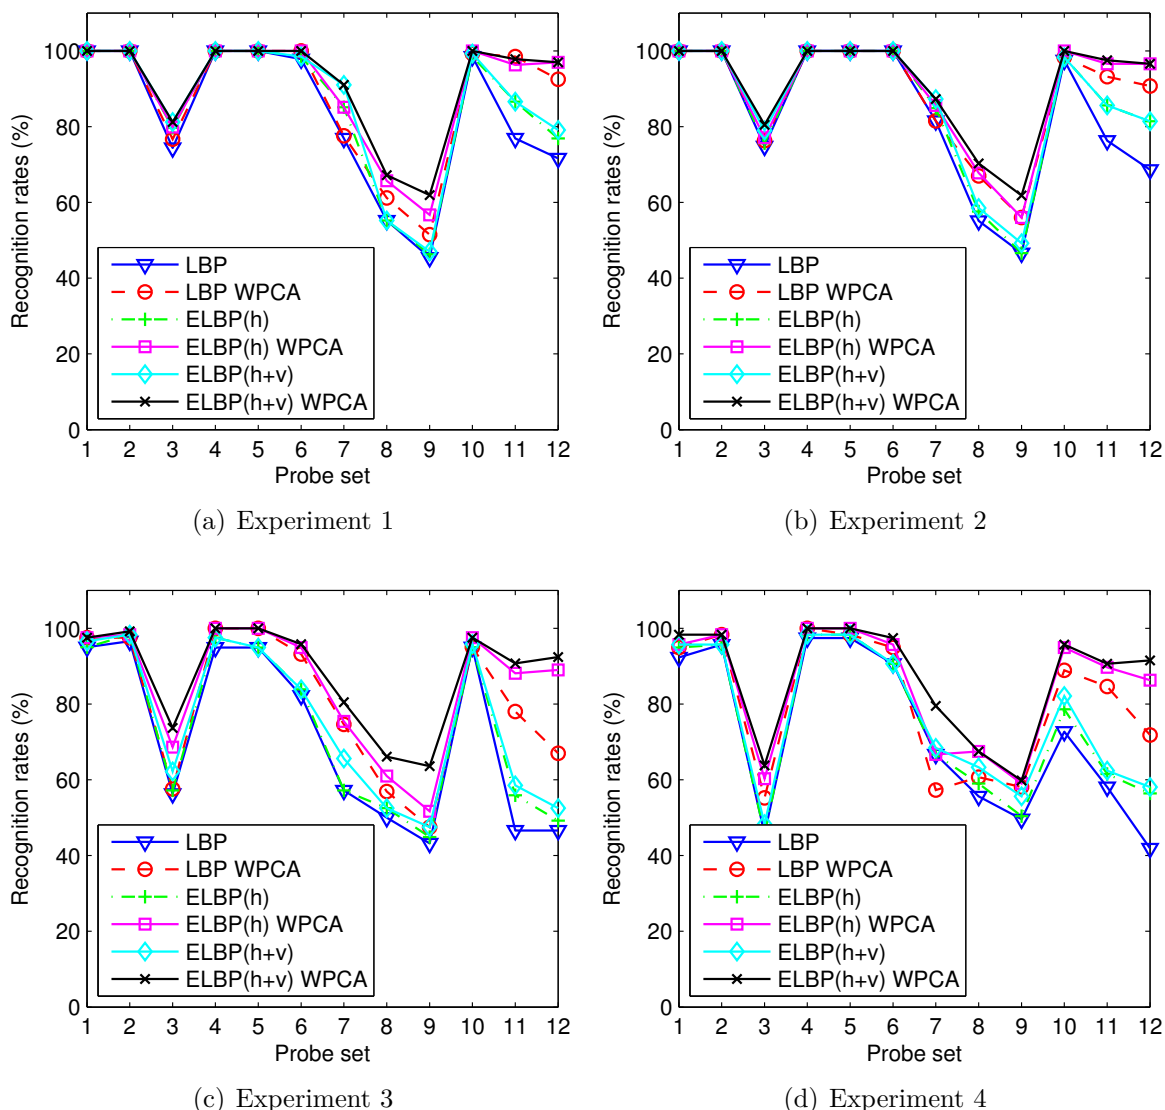 100
80
60
40
20
0
Recognition rates (%)
LBP
LBP WPCA
ELBP(h)
ELBP(h) WPCA
ELBP(h+v)
ELBP(h+v) WPCA
1 2 3 4 5 6 7 8 9 10 11 12
Probe set
(a) Experiment 1
100
80
60
40
20
0
Recognition rates (%)
LBP
LBP WPCA
ELBP(h)
ELBP(h) WPCA
ELBP(h+v)
ELBP(h+v) WPCA
1 2 3 4 5 6 7 8 9 10 11 12
Probe set
(b) Experiment 2
100
80
60
40
20
0
Recognition rates (%)
LBP
LBP WPCA
ELBP(h)
ELBP(h) WPCA
ELBP(h+v)
ELBP(h+v) WPCA
1 2 3 4 5 6 7 8 9 10 11 12
Probe set
(c) Experiment 3
100
80
60
40
20
0
Recognition rates (%)
LBP
LBP WPCA
ELBP(h)
ELBP(h) WPCA
ELBP(h+v)
ELBP(h+v) WPCA
1 2 3 4 5 6 7 8 9 10 11 12
Probe set
(d) Experiment 4